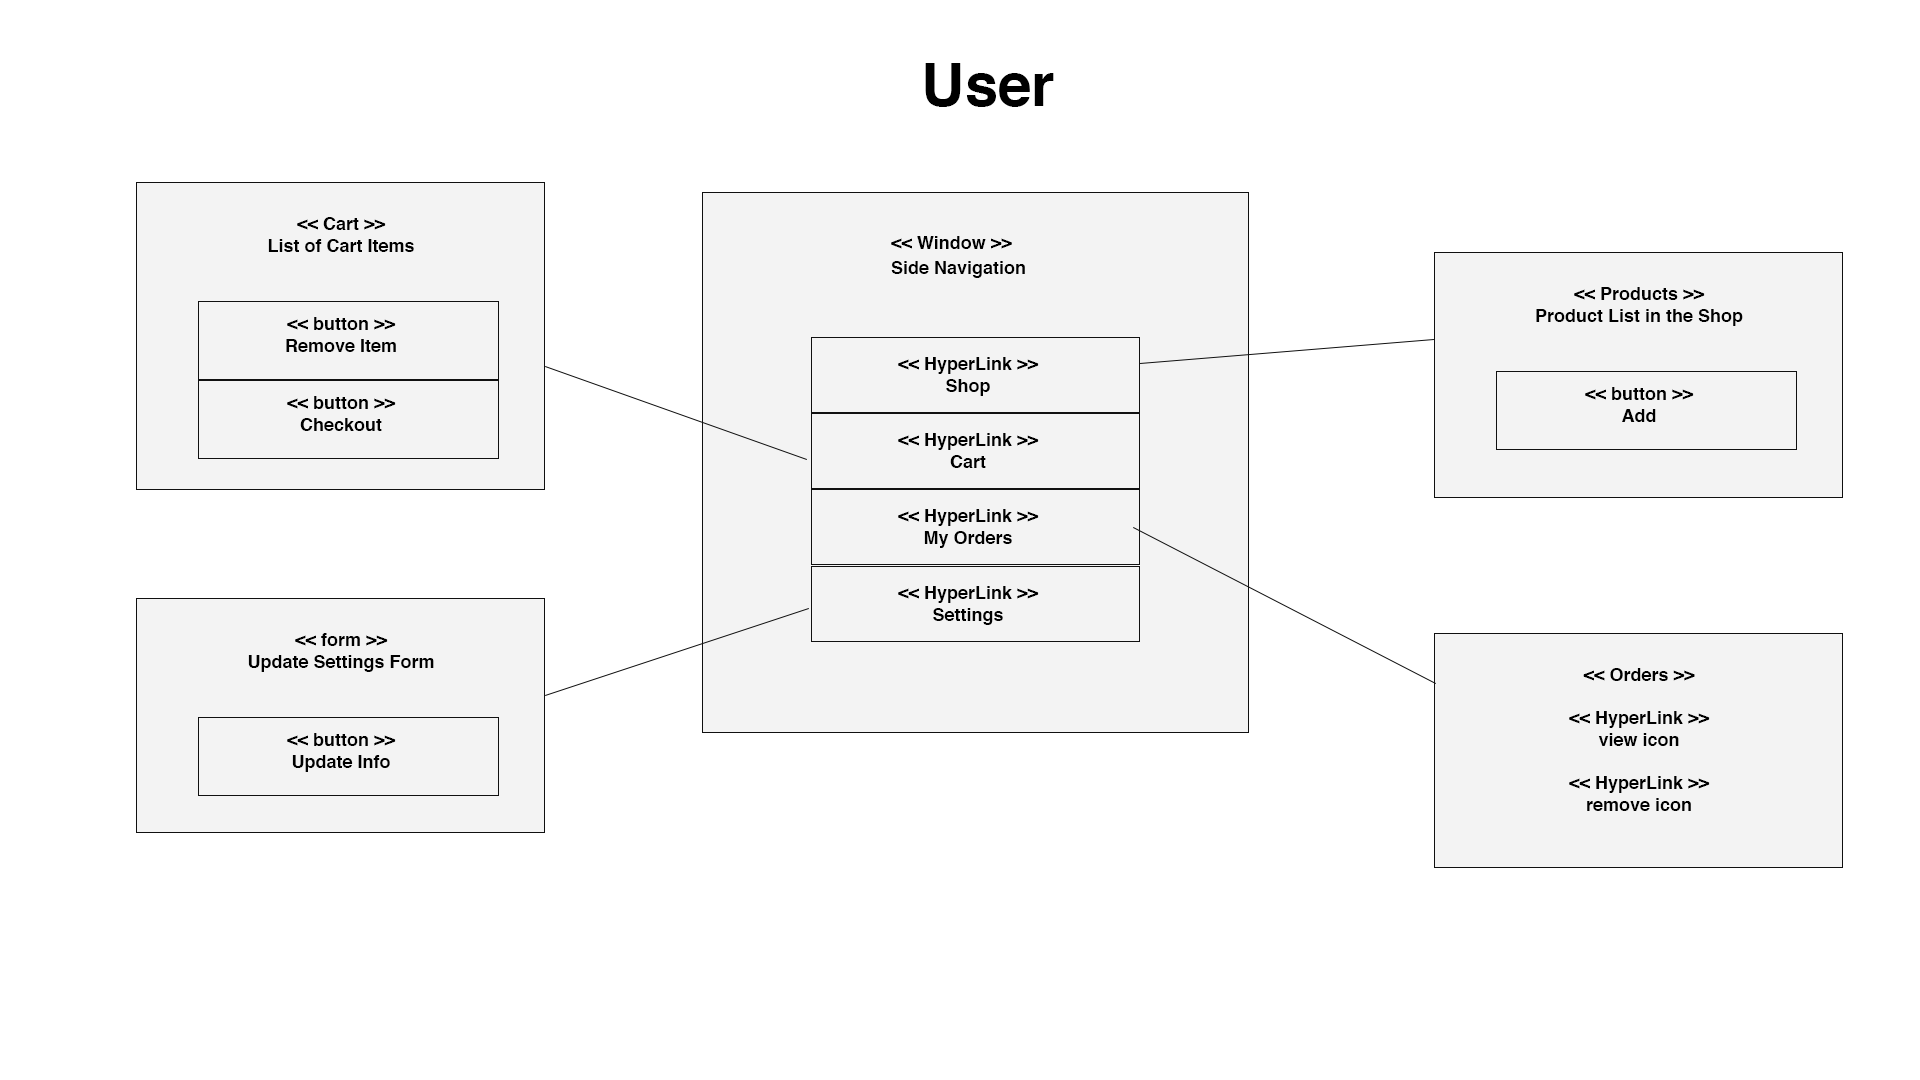 User
<< Cart >>
List of Cart Items
<< button >>
Remove Item
<< button >>
Checkout
<< form >>
Update Settings Form
<< button >>
Update Info
<< Window >>
Side Navigation
<< HyperLink >>
Shop
<< HyperLink >>
Cart
<< HyperLink >>
My Orders
<< HyperLink >>
Settings
<< Products >>
Product List in the Shop
<< button >>
Add
<< Orders >>
<< HyperLink >>
view icon
<< HyperLink >>
remove icon